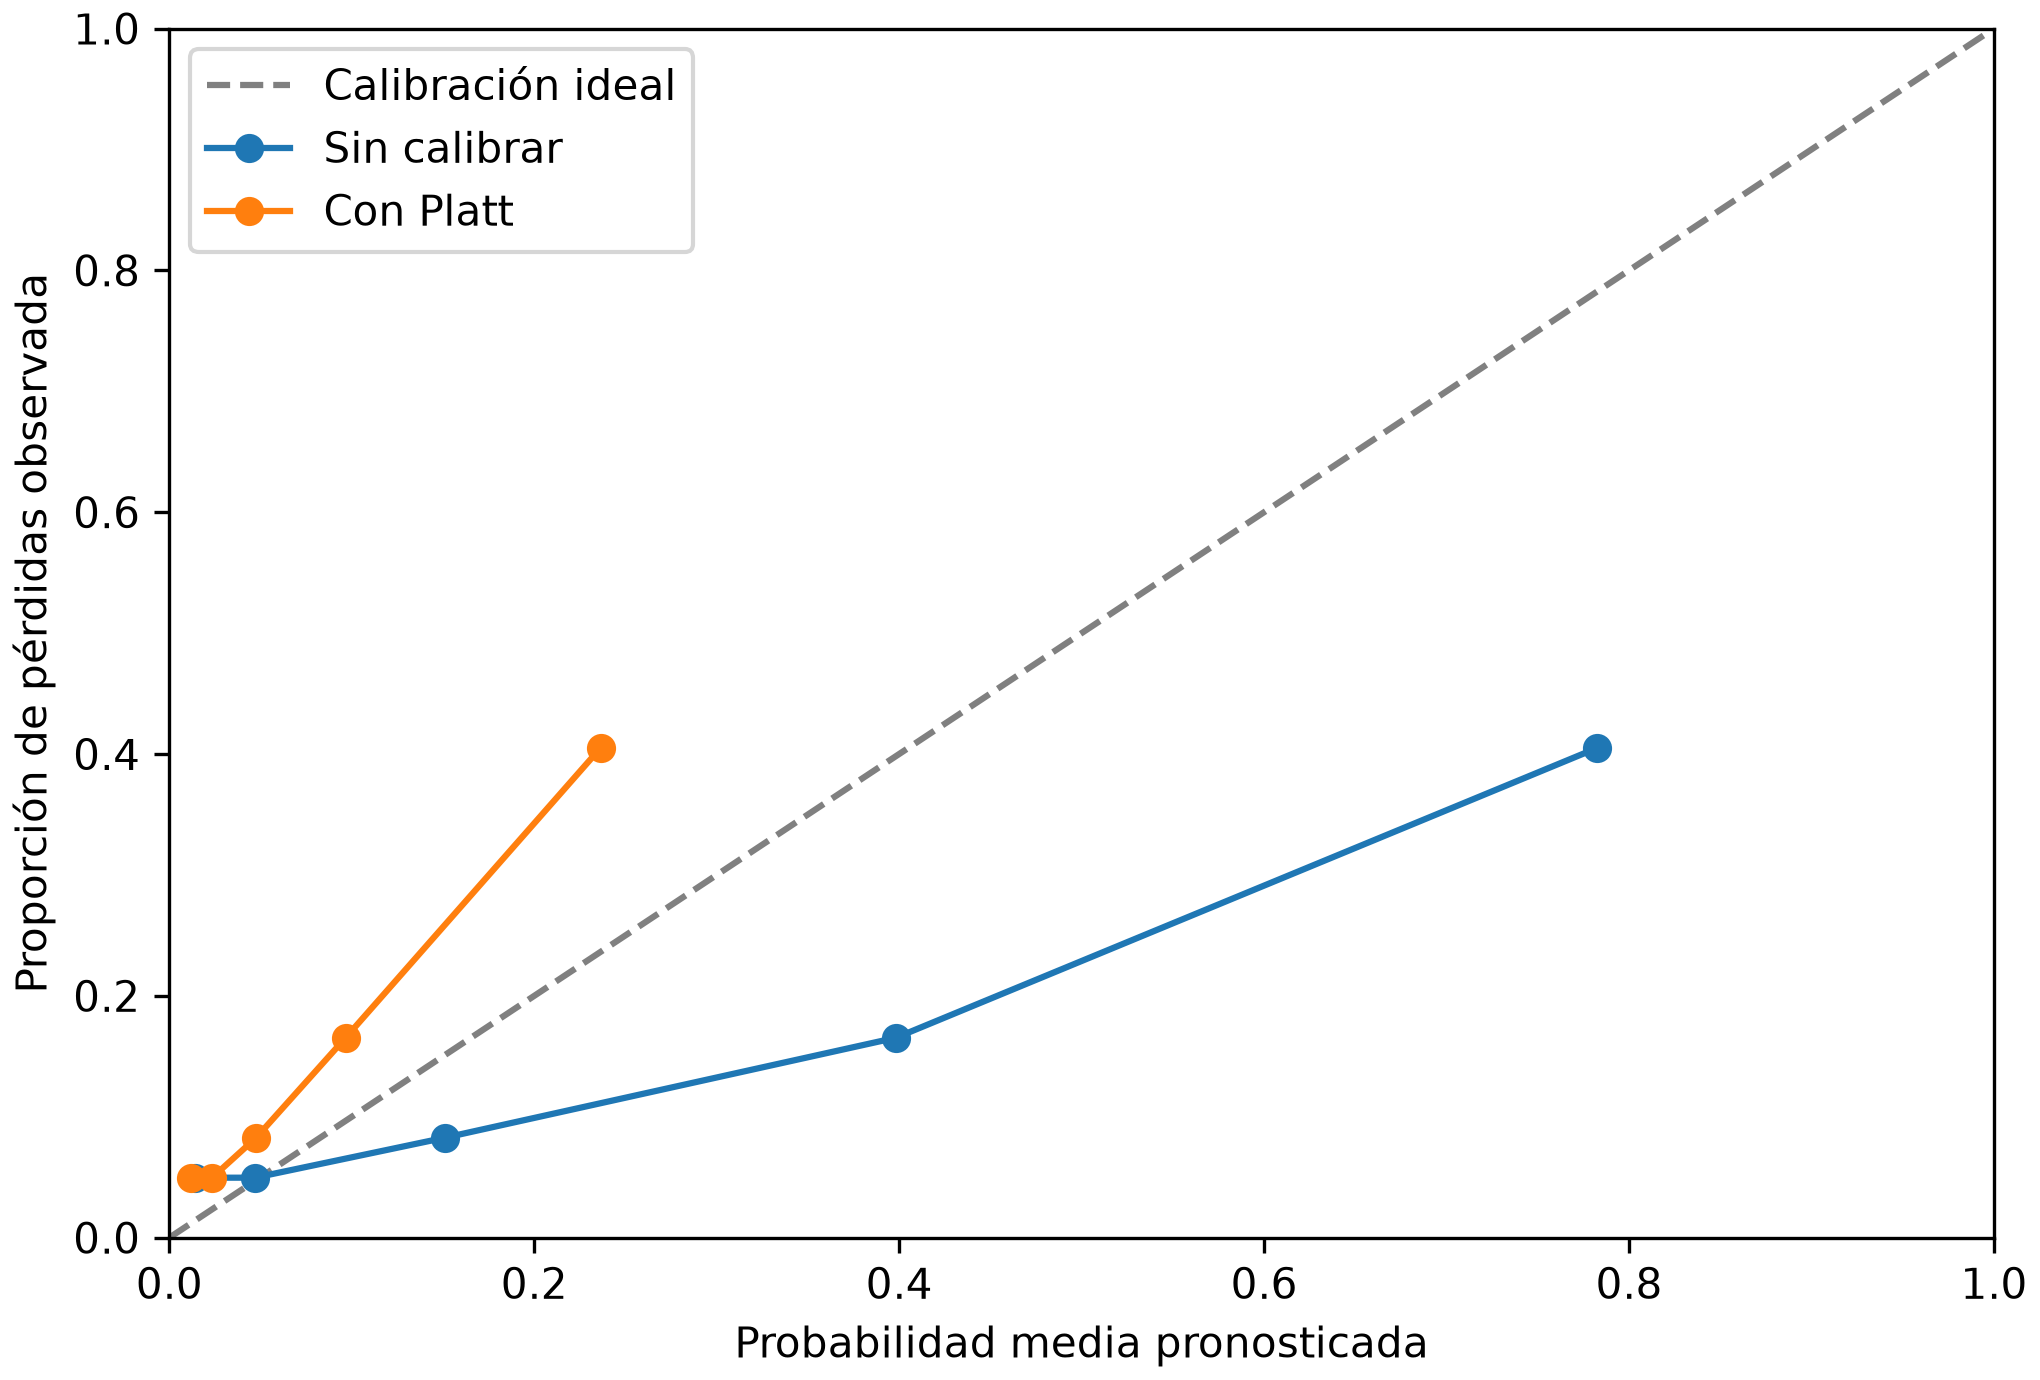 Calibración ideal
Sin calibrar
Con Platt
1.0
0.8
0.6
0.4
0.2
0.0
Proporción de pérdidas observada
0.0 0.2 0.4 0.6 0.8 1.0
Probabilidad media pronosticada